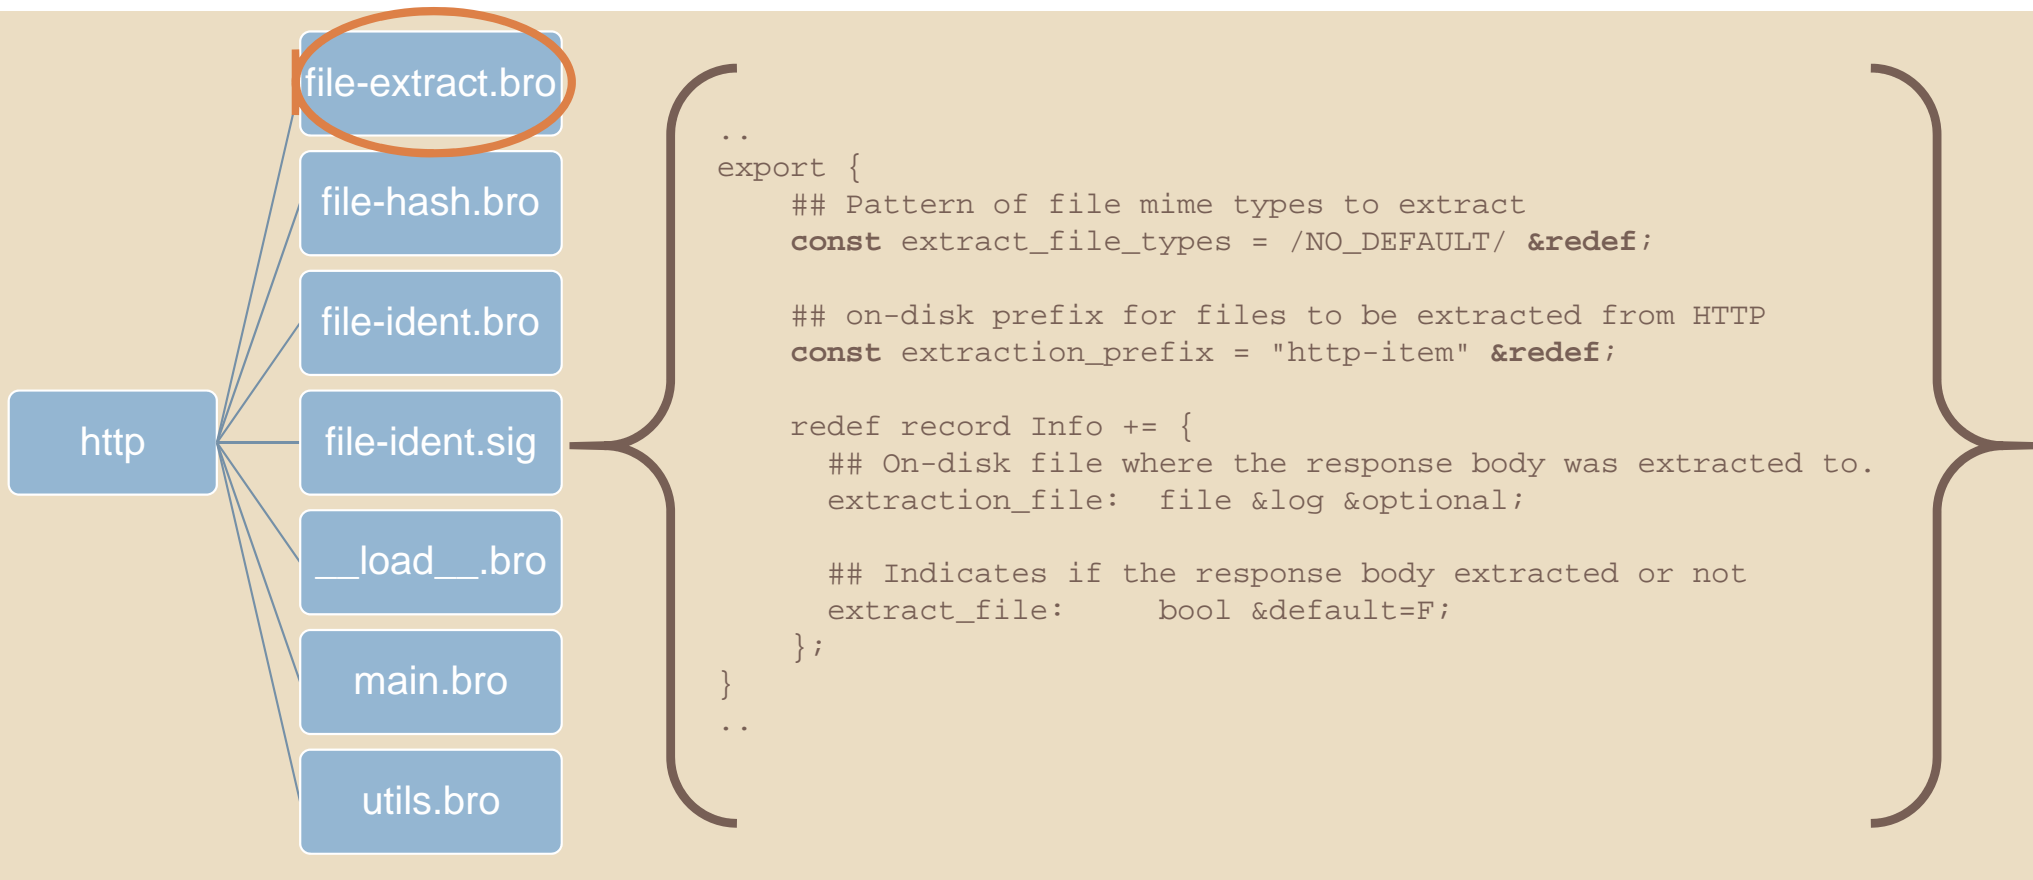 http
file-extract.bro
file-hash.bro
file-ident.bro
file-ident.sig
__load__.bro
main.bro
utils.bro
..
export {
    ## Pattern of file mime types to extract
    const extract_file_types = /NO_DEFAULT/ &redef;
    ## on-disk prefix for files to be extracted from HTTP
    const extraction_prefix = "http-item" &redef;
    redef record Info += {
      ## On-disk file where the response body was extracted to.
      extraction_file:  file &log &optional;
      ## Indicates if the response body extracted or not
      extract_file:     bool &default=F;
    };
}
..